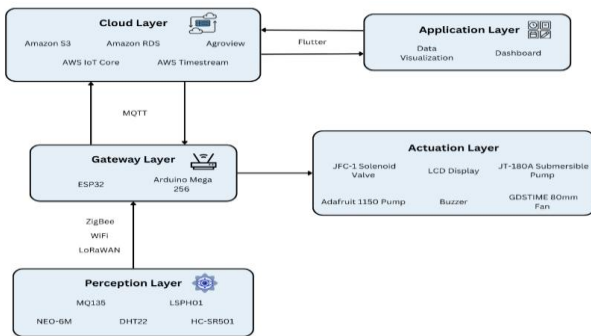 Cloud Layer
Amazon S3 Amazon RDS Agroview
AWS IoT Core AWS Timestream
Flutter
Application Layer
Data Visualization
Dashboard
MQTT
Gateway Layer
ESP32
Arduino Mega 256
Actuation Layer
JFC-1 Solenoid Valve
LCD Display
JT-180A Submersible Pump
Adafruit 1150 Pump
Buzzer
GDSTIME 80mm Fan
ZigBee
WiFi
LoRaWAN
Perception Layer
MQ135 LSPH01
NEO-6M DHT22 HC-SR501